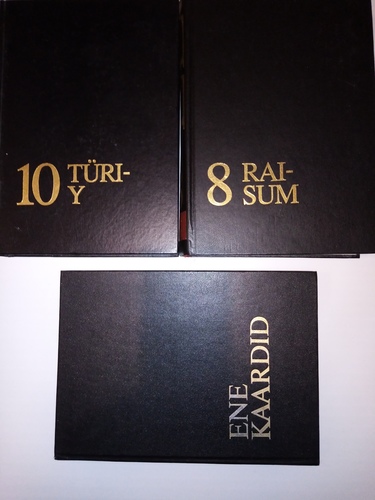 10 TÜRI-
Y
8 RAI-
SUM
ENE
KAARDID